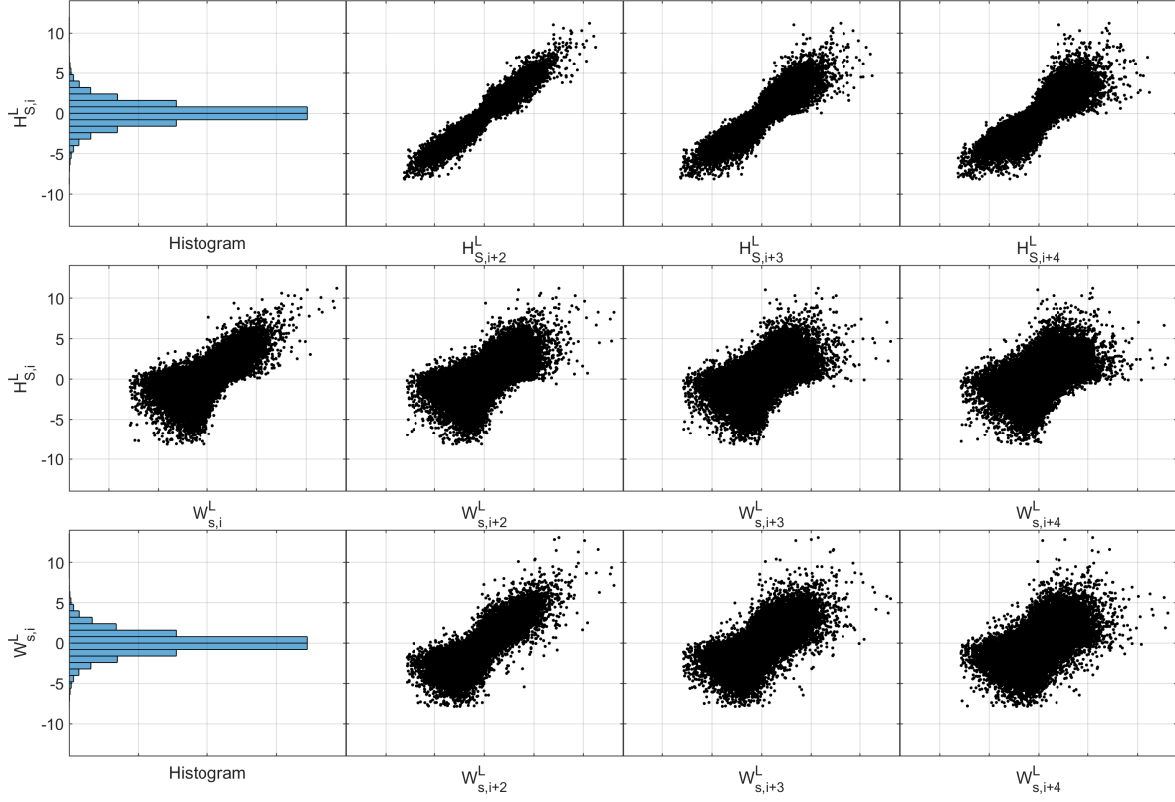 10
5
0
-5
-10
H^L_{S,i}
Histogram H^L_{S,i+2} H^L_{S,i+3} H^L_{S,i+4}
10
5
0
-5
-10
H^L_{S,i}
W^L_{s,i} W^L_{s,i+2} W^L_{s,i+3} W^L_{s,i+4}
10
5
0
-5
-10
W^L_{s,i}
Histogram W^L_{s,i+2} W^L_{s,i+3} W^L_{s,i+4}